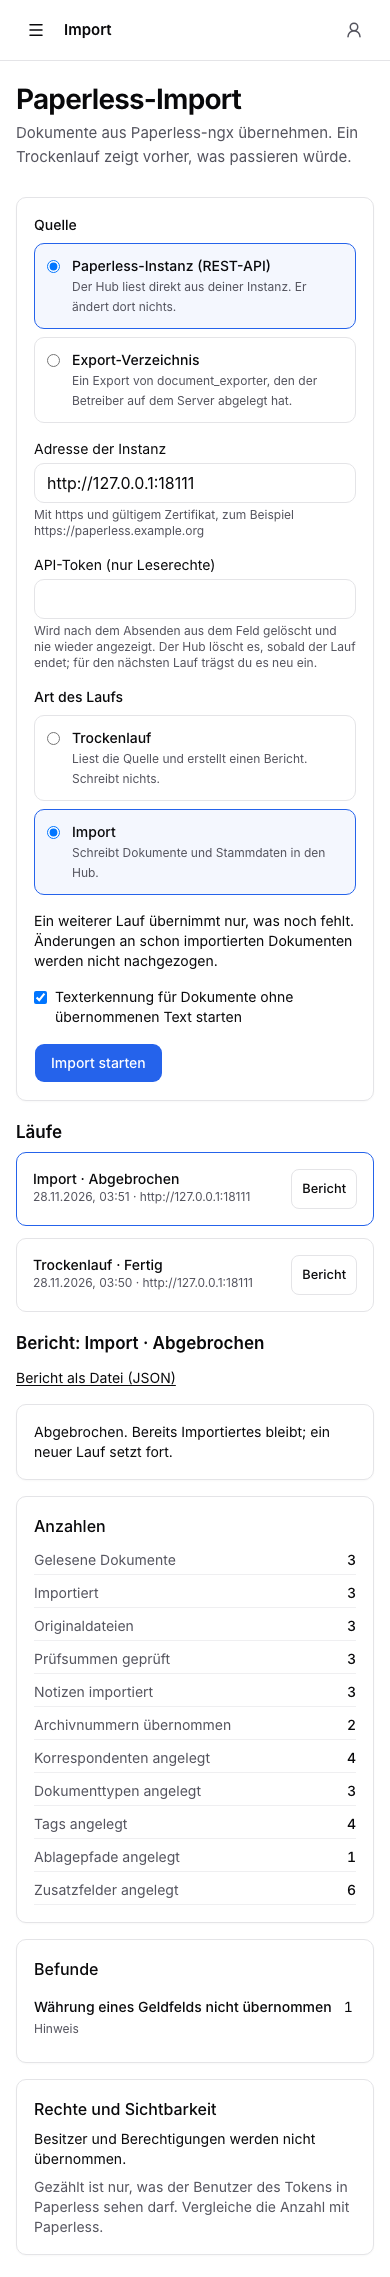 Import
Paperless-Import
Dokumente aus Paperless-ngx übernehmen. Ein
Trockenlauf zeigt vorher, was passieren würde.
Quelle
Paperless-Instanz (REST-API)
Der Hub liest direkt aus deiner Instanz. Er
ändert dort nichts.
Export-Verzeichnis
Ein Export von document_exporter, den der
Betreiber auf dem Server abgelegt hat.
Adresse der Instanz
http://127.0.0.1:18111
Mit https und gültigem Zertifikat, zum Beispiel
https://paperless.example.org
API-Token (nur Leserechte)
Wird nach dem Absenden aus dem Feld gelöscht und
nie wieder angezeigt. Der Hub löscht es, sobald der Lauf
endet; für den nächsten Lauf trägst du es neu ein.
Art des Laufs
Trockenlauf
Liest die Quelle und erstellt einen Bericht.
Schreibt nichts.
Import
Schreibt Dokumente und Stammdaten in den
Hub.
Ein weiterer Lauf übernimmt nur, was noch fehlt.
Änderungen an schon importierten Dokumenten
werden nicht nachgezogen.
Texterkennung für Dokumente ohne
übernommenen Text starten
Import starten
Läufe
Import · Abgebrochen
28.11.2026, 03:51 · http://127.0.0.1:18111
Bericht
Trockenlauf · Fertig
28.11.2026, 03:50 · http://127.0.0.1:18111
Bericht
Bericht: Import · Abgebrochen
Bericht als Datei (JSON)
Abgebrochen. Bereits Importiertes bleibt; ein
neuer Lauf setzt fort.
Anzahlen
Gelesene Dokumente 3
Importiert 3
Originaldateien 3
Prüfsummen geprüft 3
Notizen importiert 3
Archivnummern übernommen 2
Korrespondenten angelegt 4
Dokumenttypen angelegt 3
Tags angelegt 4
Ablagepfade angelegt 1
Zusatzfelder angelegt 6
Befunde
Währung eines Geldfelds nicht übernommen 1
Hinweis
Rechte und Sichtbarkeit
Besitzer und Berechtigungen werden nicht
übernommen.
Gezählt ist nur, was der Benutzer des Tokens in
Paperless sehen darf. Vergleiche die Anzahl mit
Paperless.